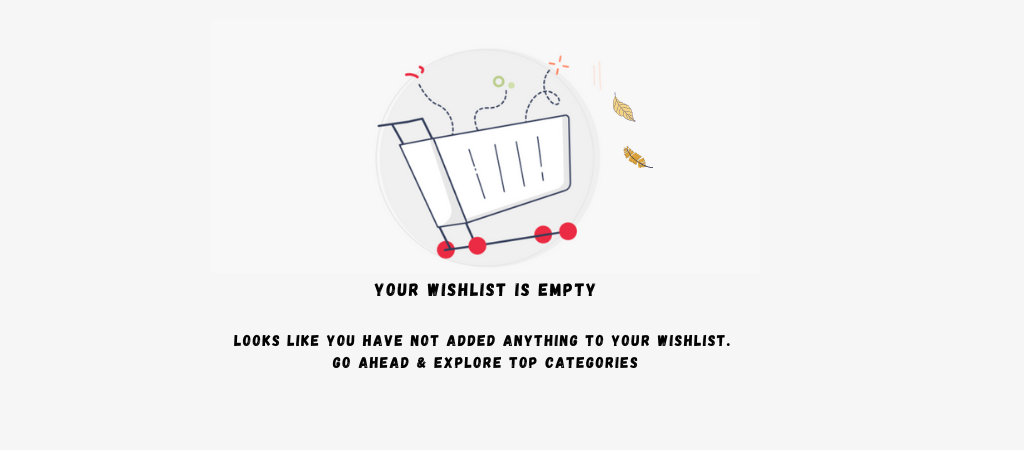 YOUR WISHLIST IS EMPTY
LOOKS LIKE YOU HAVE NOT ADDED ANYTHING TO YOUR WISHLIST.
GO AHEAD & EXPLORE TOP CATEGORIES